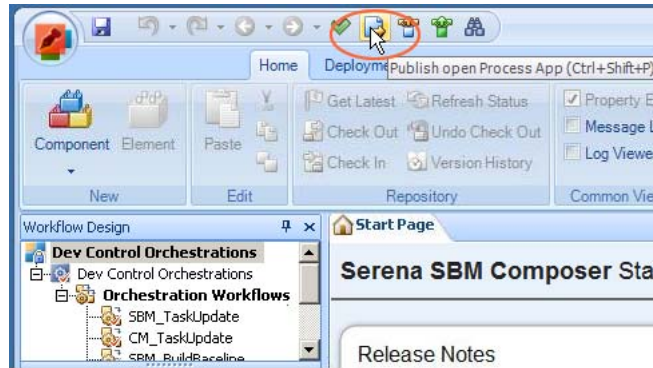 Home Deployme
Publish open Process App (Ctrl+Shift+P)
Component Element Paste
Get Latest Refresh Status
Check Out Undo Check Out
Check In Version History
Property E
Message L
Log Viewe
New Edit Repository Common Vie
Workflow Design
Start Page
Dev Control Orchestrations
Dev Control Orchestrations
Orchestration Workflows
SBM_TaskUpdate
CM_TaskUpdate
SBM_BuildBaseline
Serena SBM Composer Sta
Release Notes